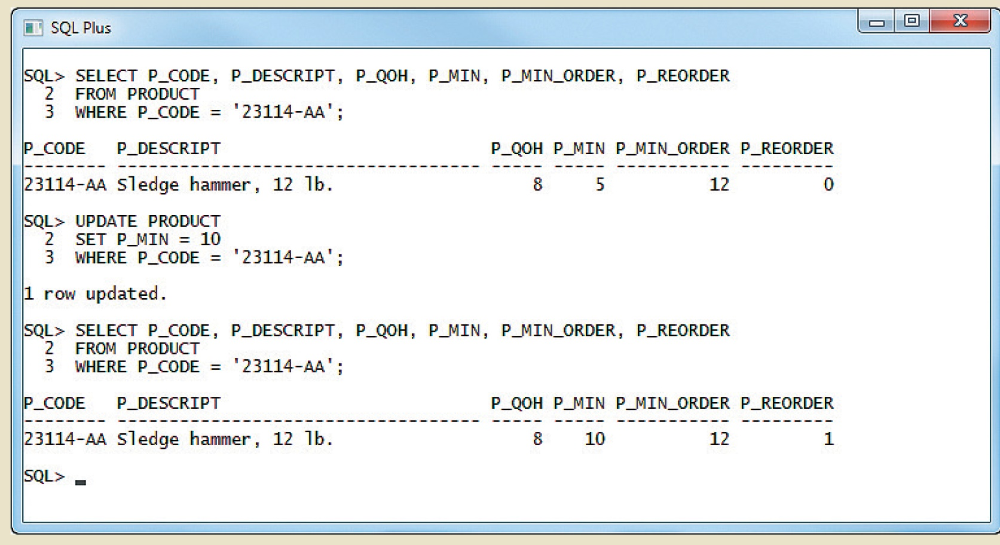 SQL Plus
SQL> SELECT P_CODE, P_DESCRIPT, P_QOH, P_MIN, P_MIN_ORDER, P_REORDER
  2  FROM PRODUCT
  3  WHERE P_CODE = '23114-AA';
P_CODE   P_DESCRIPT                          P_QOH P_MIN P_MIN_ORDER P_REORDER
-------- ----------------------------------- ----- ----- ----------- ---------
23114-AA Sledge hammer, 12 lb.                   8     5          12         0
SQL> UPDATE PRODUCT
  2  SET P_MIN = 10
  3  WHERE P_CODE = '23114-AA';
1 row updated.
SQL> SELECT P_CODE, P_DESCRIPT, P_QOH, P_MIN, P_MIN_ORDER, P_REORDER
  2  FROM PRODUCT
  3  WHERE P_CODE = '23114-AA';
P_CODE   P_DESCRIPT                          P_QOH P_MIN P_MIN_ORDER P_REORDER
-------- ----------------------------------- ----- ----- ----------- ---------
23114-AA Sledge hammer, 12 lb.                   8    10          12         1
SQL> _